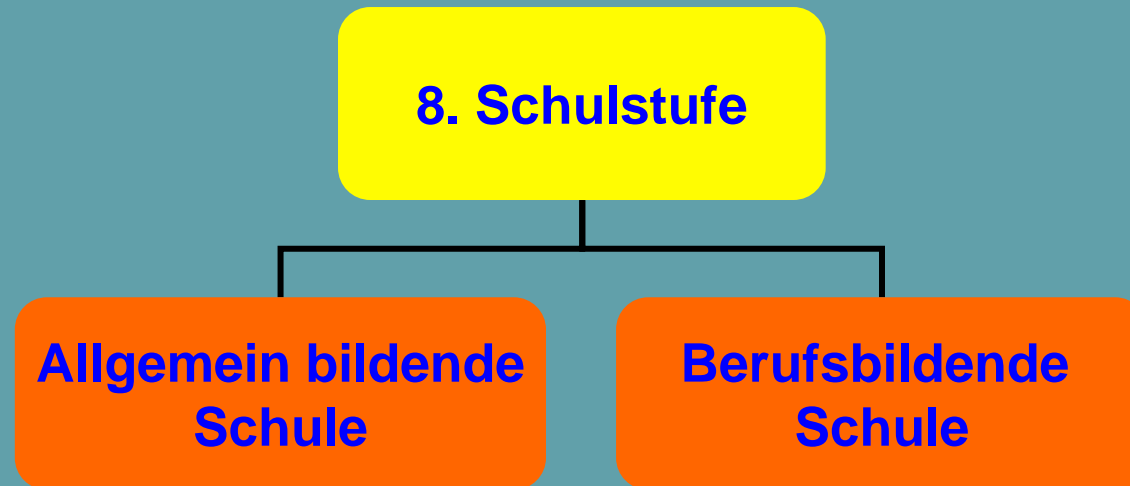 8. Schulstufe
Allgemein bildende
Schule
Berufsbildende
Schule